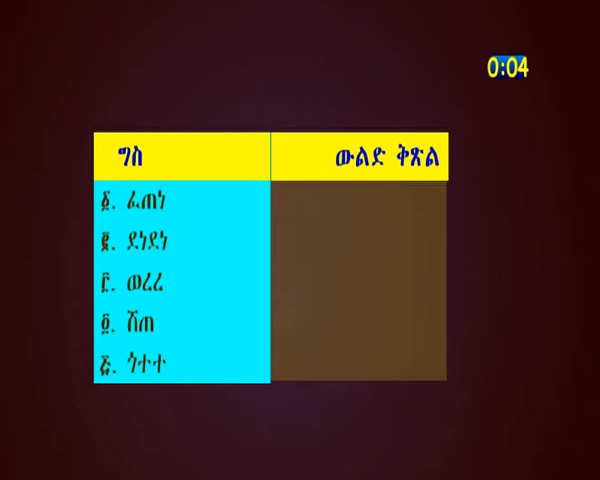 0:04
ግስ ውልድ ቅጽል
፩. ፈጠነ
፪. ደነደነ
፫. ወረረ
፬. ሸጠ
፭. ጎተተ